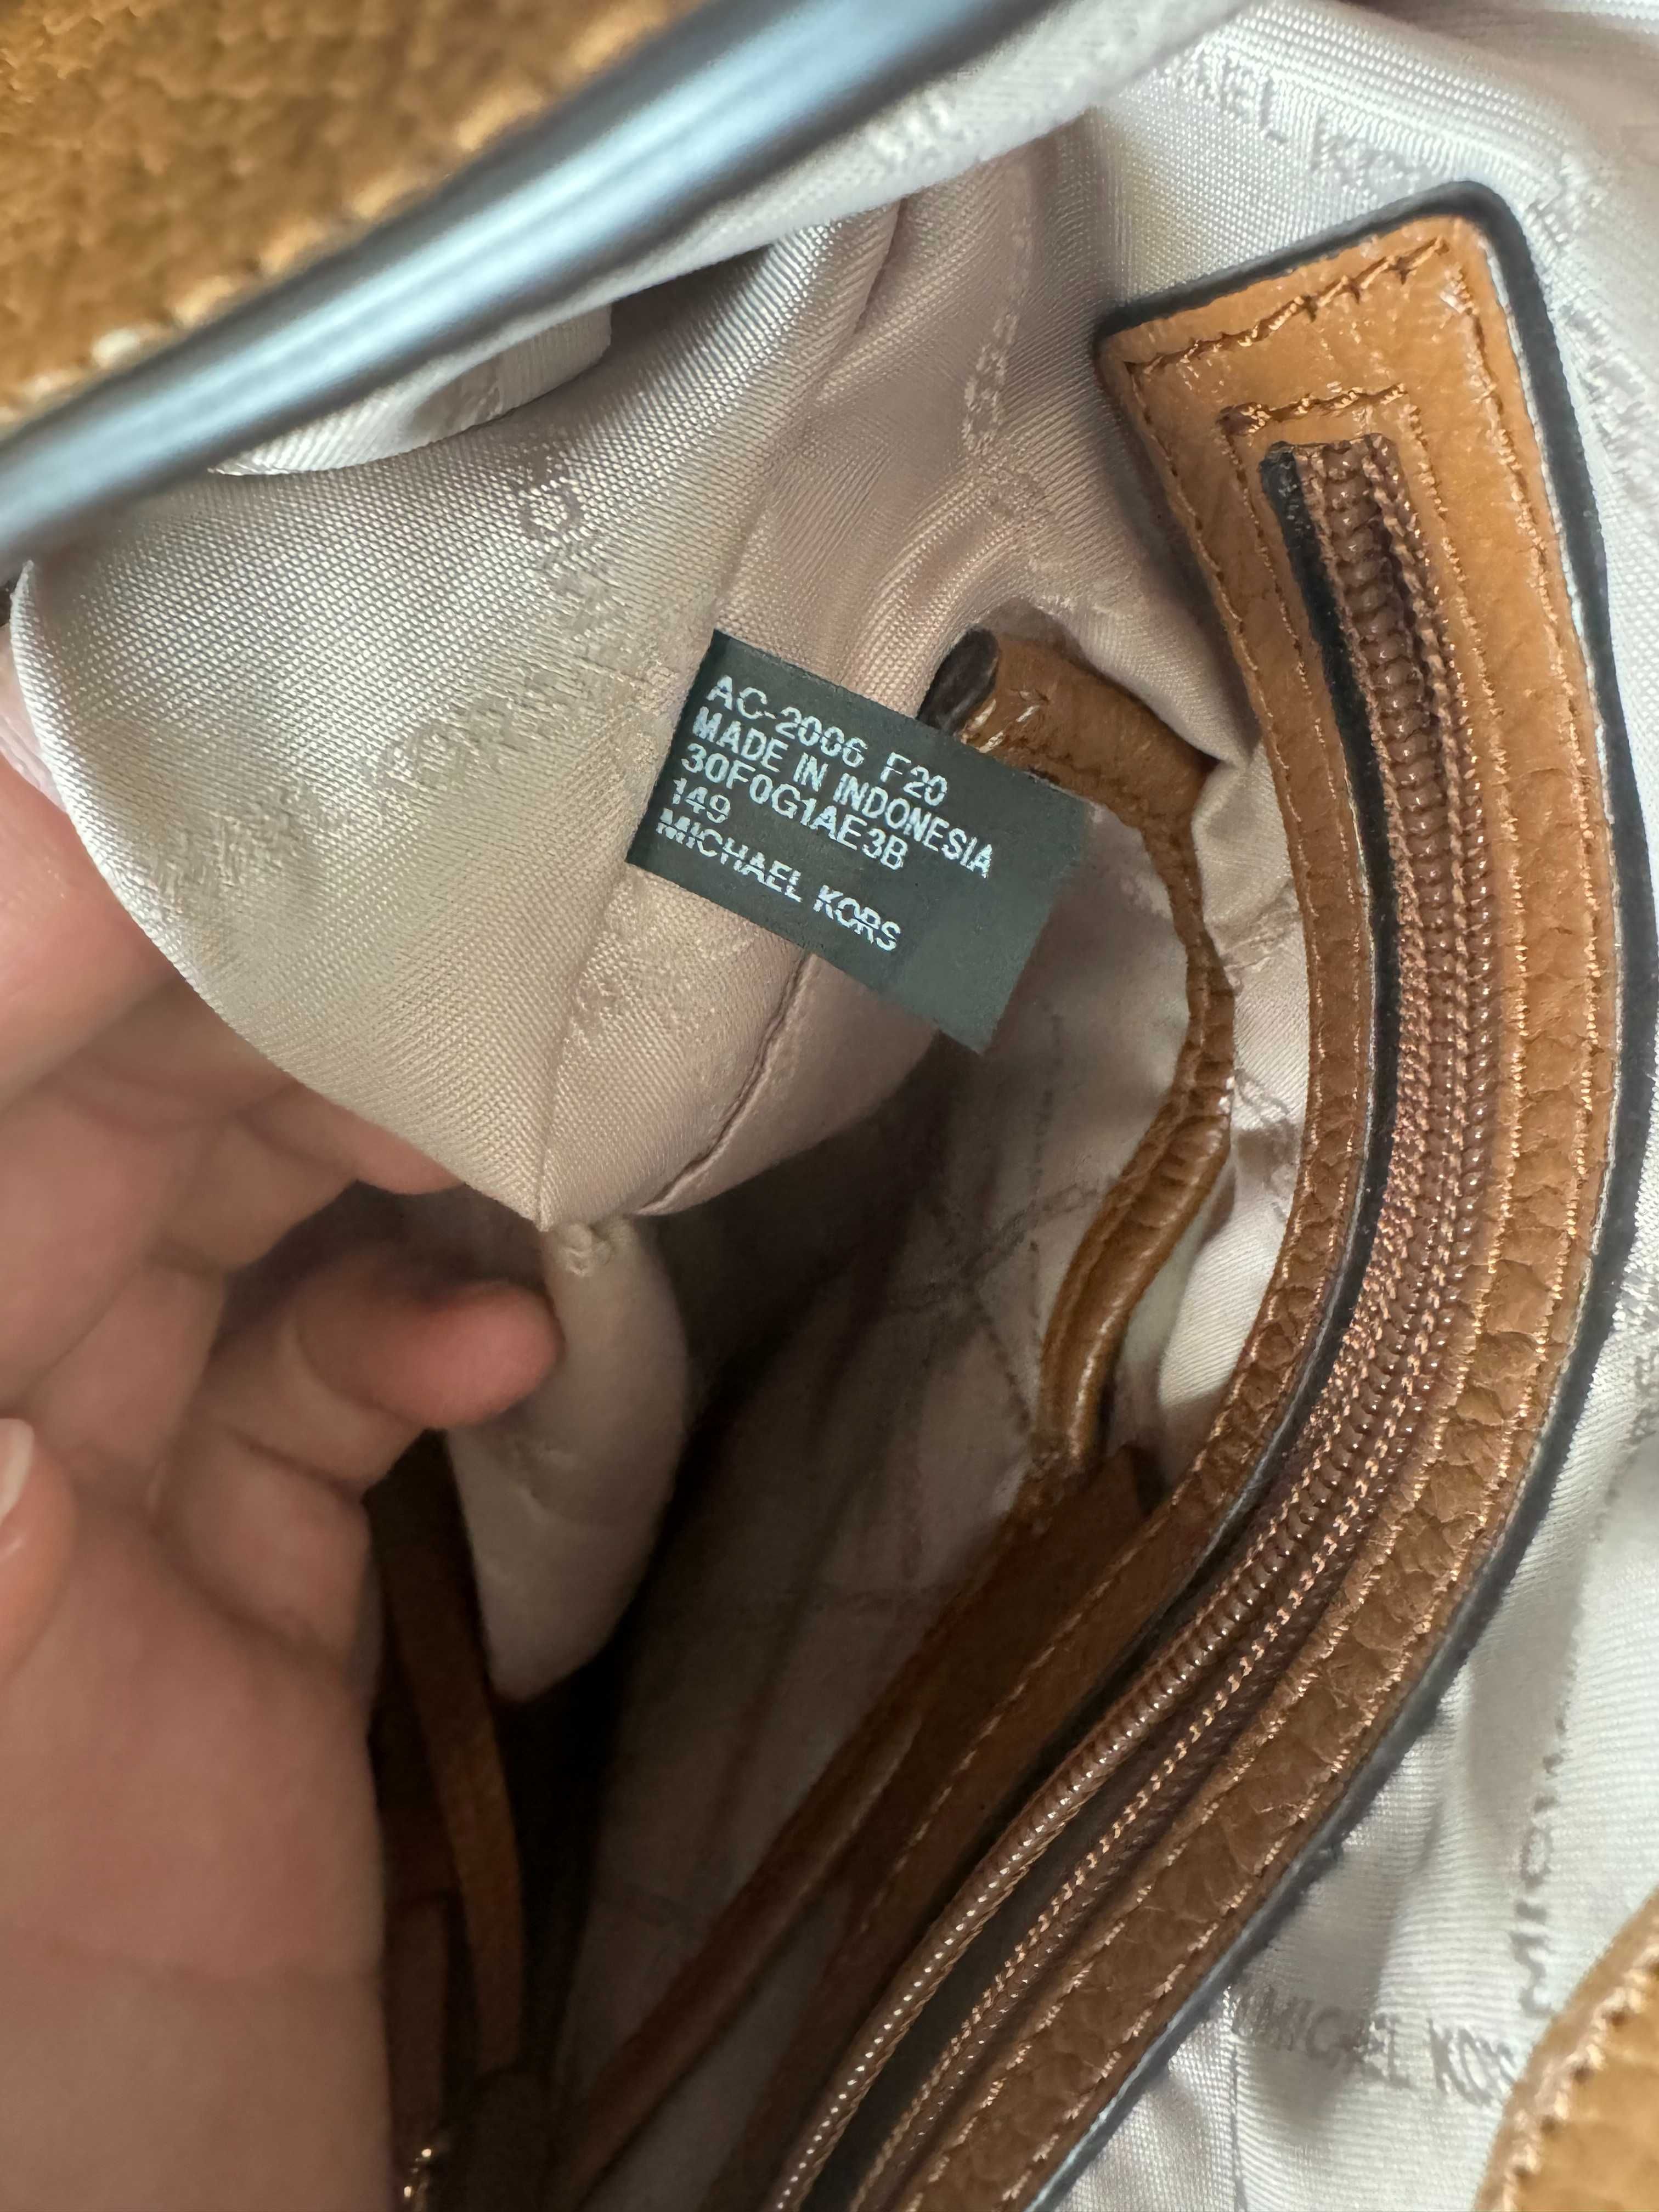 AC-2006 F20
MADE IN INDONESIA
30F0G1AE3B
149
MICHAEL KORS
MICHAEL KORS